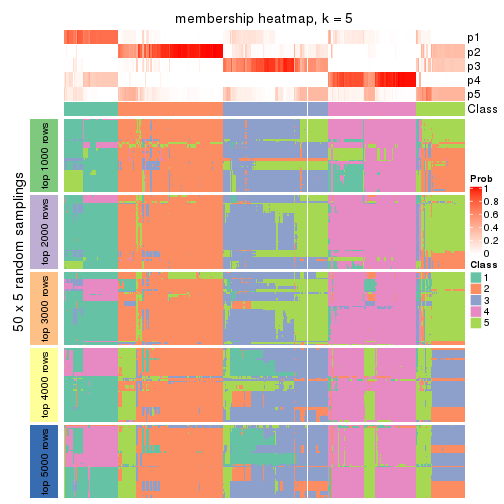 membership heatmap, k = 5
p1
p2
p3
p4
p5
Class
50 x 5 random samplings
top 1000 rows
top 2000 rows
top 3000 rows
top 4000 rows
top 5000 rows
Prob
1
0.8
0.6
0.4
0.2
0
Class
1
2
3
4
5